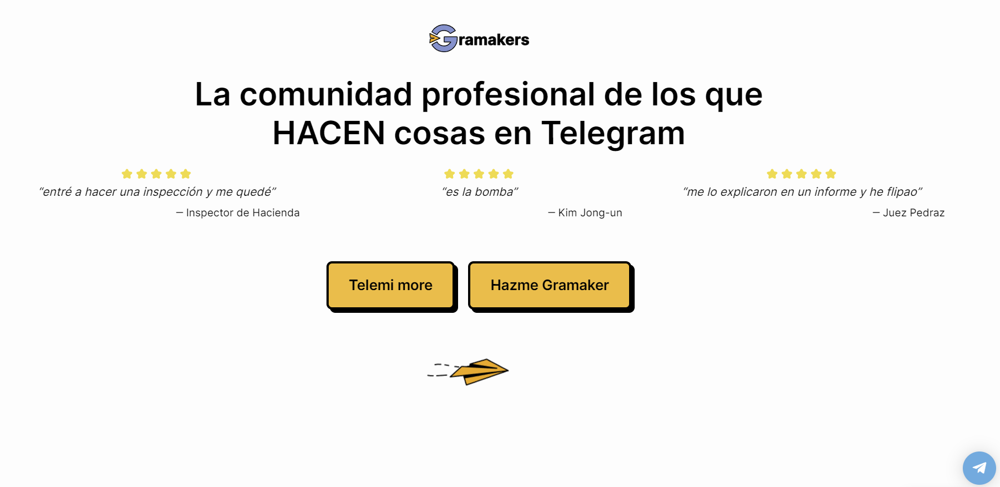 Gramakers
La comunidad profesional de los que
HACEN cosas en Telegram
“entré a hacer una inspección y me quedé”
— Inspector de Hacienda
“es la bomba”
— Kim Jong-un
“me lo explicaron en un informe y he flipao”
— Juez Pedraz
Telemi more
Hazme Gramaker